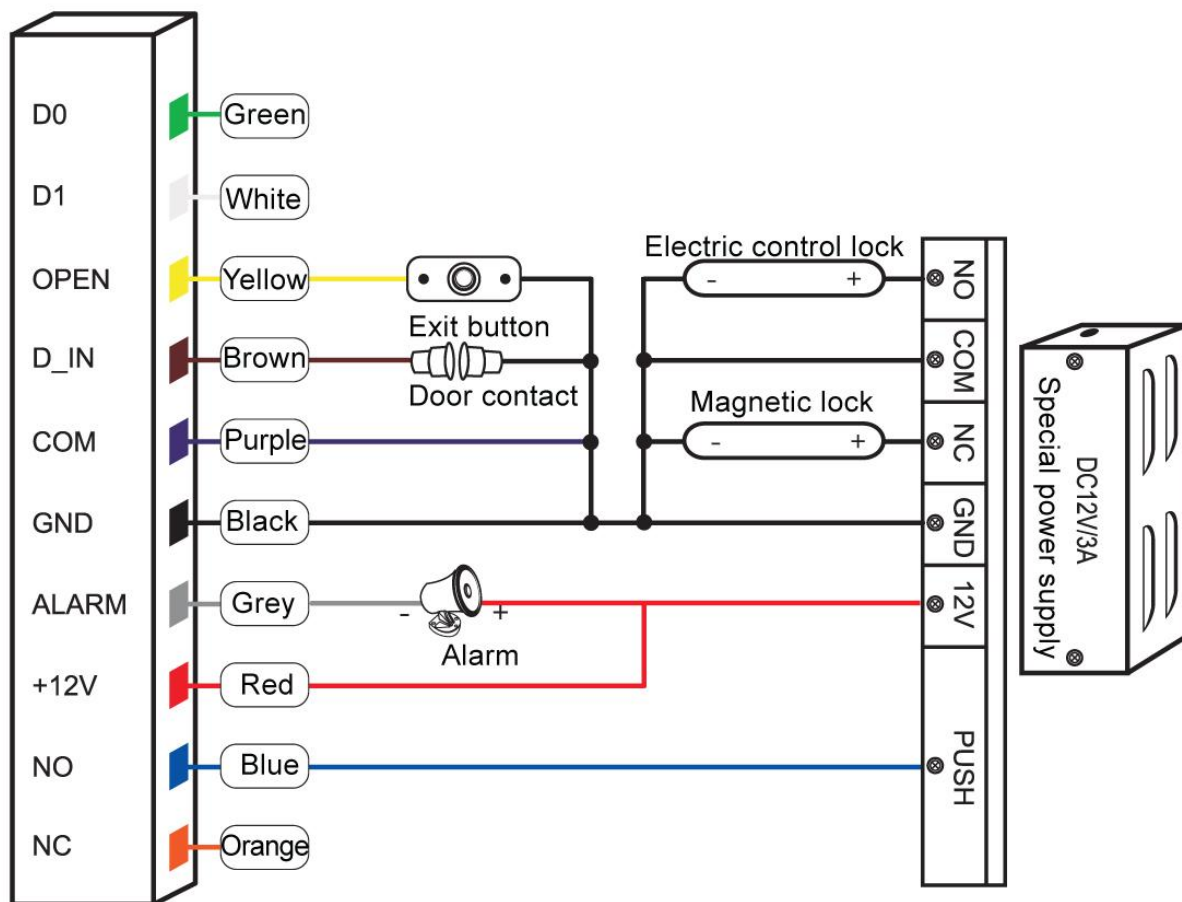 D0 Green
D1 White
Electric control lock
OPEN Yellow - + NO
Exit button
D_IN Brown COM
Door contact
Magnetic lock
COM Purple - + NC
GND Black GND
ALARM Grey - + 12V
Alarm
+12V Red
NO Blue PUSH
NC Orange
DC12V/3A
Special power supply